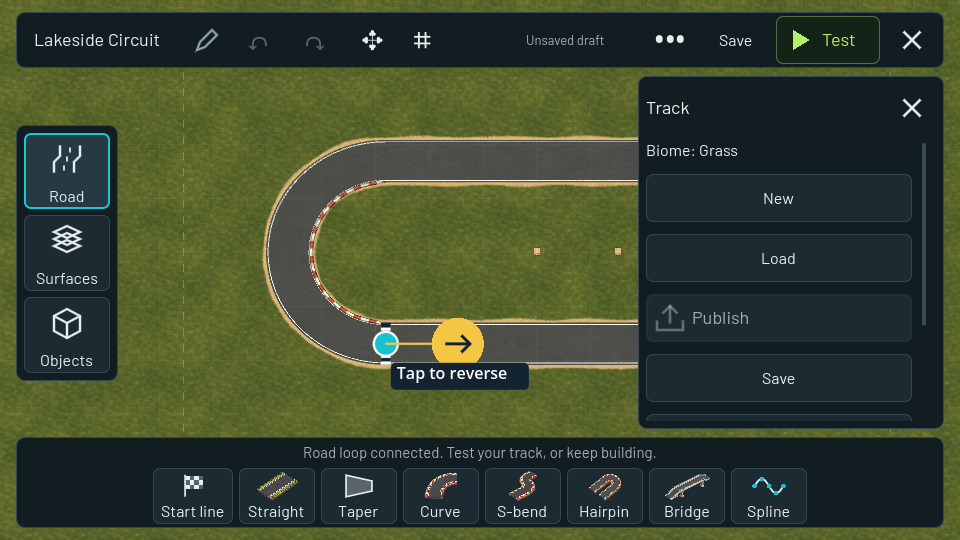 Lakeside Circuit
Unsaved draft
Save
Test
Track
Biome: Grass
New
Load
Publish
Save
Road
Surfaces
Objects
Tap to reverse
Road loop connected. Test your track, or keep building.
Start line
Straight
Taper
Curve
S-bend
Hairpin
Bridge
Spline